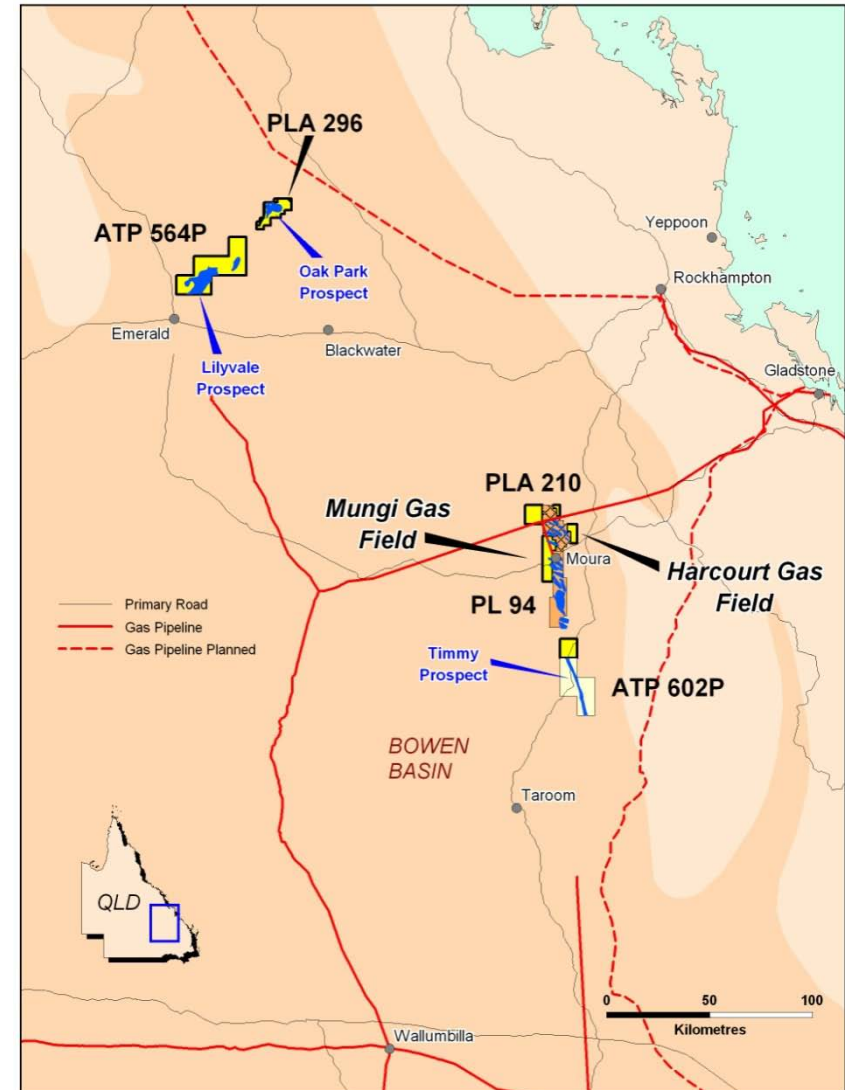 PLA 296
ATP 564P
Oak Park
Prospect
Yeppoon
Rockhampton
Emerald
Blackwater
Lilyvale
Prospect
Gladstone
PLA 210
Mungi Gas
Field
Moura
Harcourt Gas
Field
PL 94
Primary Road
Gas Pipeline
Gas Pipeline Planned
Timmy
Prospect
ATP 602P
BOWEN
BASIN
Taroom
QLD
0 50 100
Kilometres
Wallumbilla